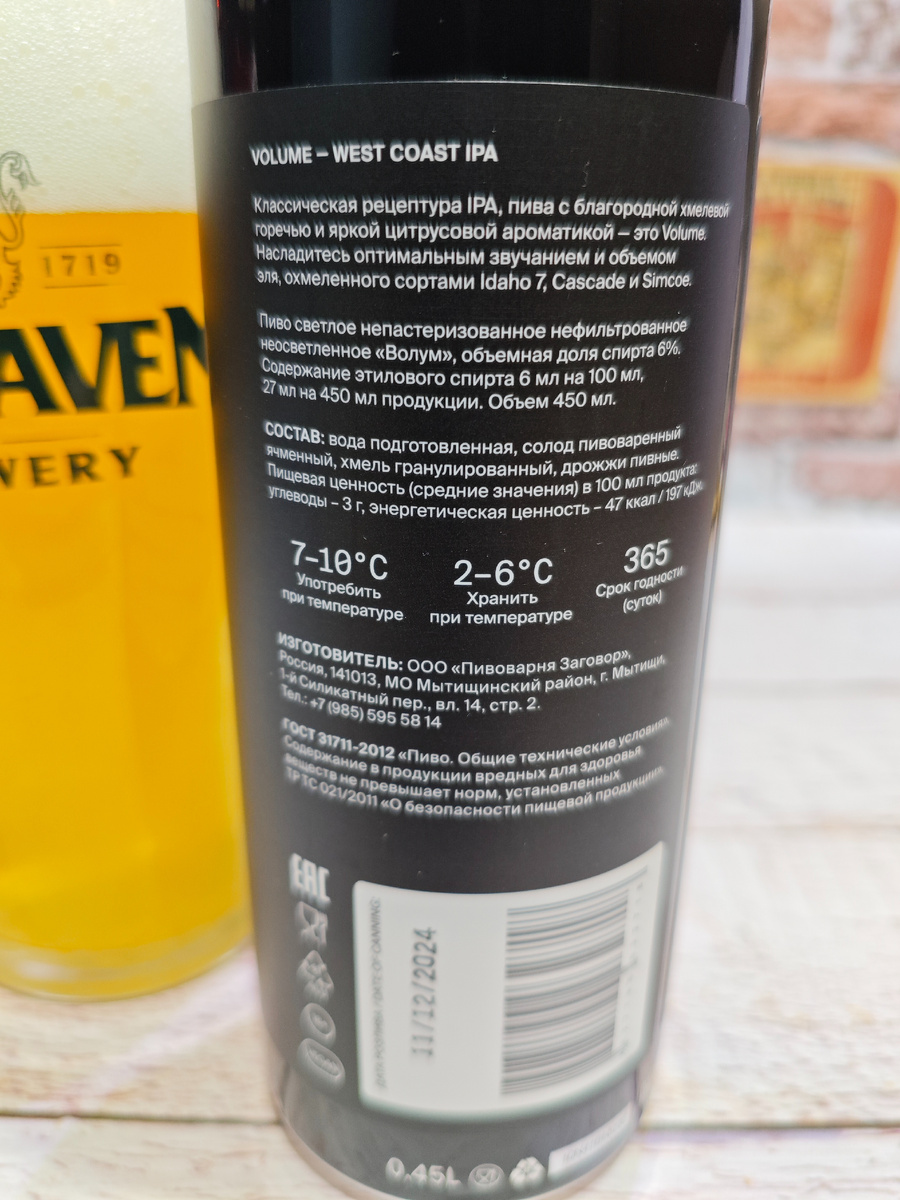 1719
AVEN
WERY
VOLUME – WEST COAST IPA
Классическая рецептура IPA, пива с благородной хмелевой
горечью и яркой цитрусовой ароматикой – это Volume.
Насладитесь оптимальным звучанием и объемом
эля, охмеленного сортами Idaho 7, Cascade и Simcoe.
Пиво светлое непастеризованное нефильтрованное
неосветленное «Волум», объемная доля спирта 6%.
Содержание этилового спирта 6 мл на 100 мл,
27 мл на 450 мл продукции. Объем 450 мл.
СОСТАВ: вода подготовленная, солод пивоваренный
ячменный, хмель гранулированный, дрожжи пивные.
Пищевая ценность (средние значения) в 100 мл продукта:
углеводы – 3 г, энергетическая ценность – 47 ккал / 197 кДж.
7–10°C
Употребить
при температуре
2–6°C
Хранить
при температуре
365
Срок годности
(суток)
ИЗГОТОВИТЕЛЬ: ООО «Пивоварня Заговор»,
Россия, 141013, МО Мытищинский район, г. Мытищи,
1-й Силикатный пер., вл. 14, стр. 2.
Тел.: +7 (985) 595 58 14
ГОСТ 31711-2012 «Пиво. Общие технические условия».
Содержание в продукции вредных для здоровья
веществ не превышает норм, установленных
ТР ТС 021/2011 «О безопасности пищевой продукции».
EAC
ДАТА РОЗЛИВА / DATE OF CANNING:
11/12/2024
0,45L